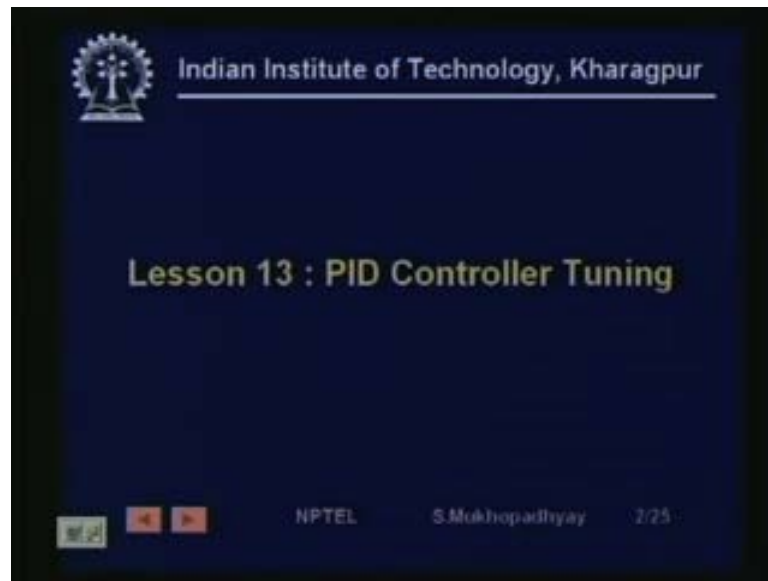 Indian Institute of Technology, Kharagpur
Lesson 13 : PID Controller Tuning
NPTEL S.Mukhopadhyay 2/25